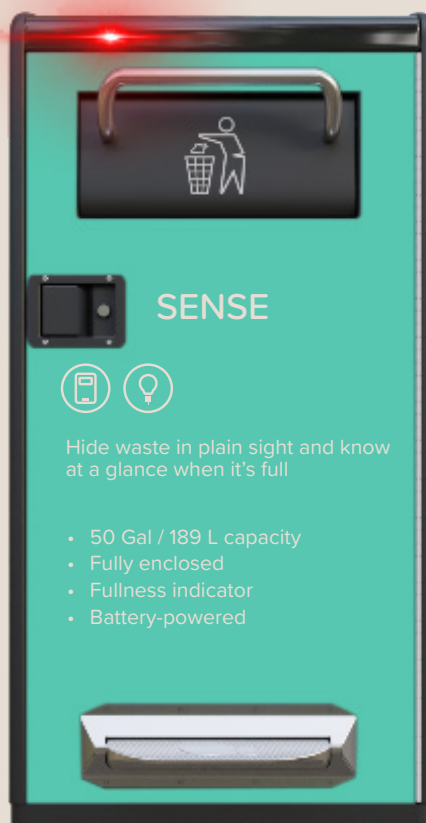 SENSE
Hide waste in plain sight and know
at a glance when it's full
• 50 Gal / 189 L capacity
• Fully enclosed
• Fullness indicator
• Battery-powered